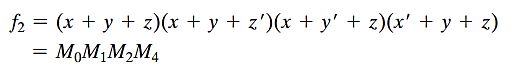 f₂ = (x + y + z)(x + y + z′)(x + y′ + z)(x′ + y + z)
= M₀M₁M₂M₄